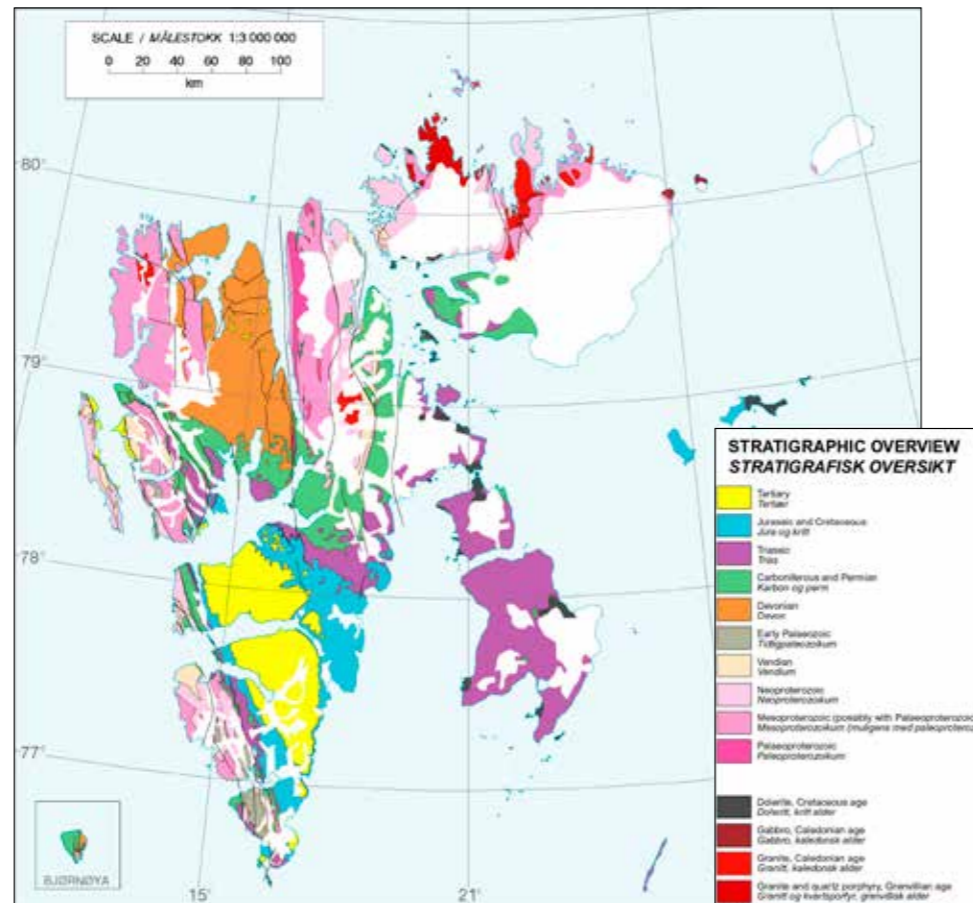 SCALE / MÅLESTOKK 1:3 000 000
0 20 40 60 80 100
km
80°
79°
78°
77°
15°
21°
BJØRNØYA
STRATIGRAPHIC OVERVIEW
STRATIGRAFISK OVERSIKT
Tertiary
Tertiær
Jurassic and Cretaceous
Jura og kritt
Triassic
Trias
Carboniferous and Permian
Karbon og perm
Devonian
Devon
Early Palaeozoic
Tidligpaleozoikum
Vendian
Vendium
Neoproterozoic
Neoproterozoikum
Mesoproterozoic (possibly with Palaeoproterozoic
Mesoproterozoikum (muligens med paleoproteroz
Palaeoproterozoic
Paleoproterozoikum
Dolerite, Cretaceous age
Doleritt, kritt alder
Gabbro, Caledonian age
Gabbro, kaledonsk alder
Granite, Caledonian age
Granitt, kaledonsk alder
Granite and quartz porphyry, Grenvillian age
Granitt og kvartsporfyr, grenvillsk alder